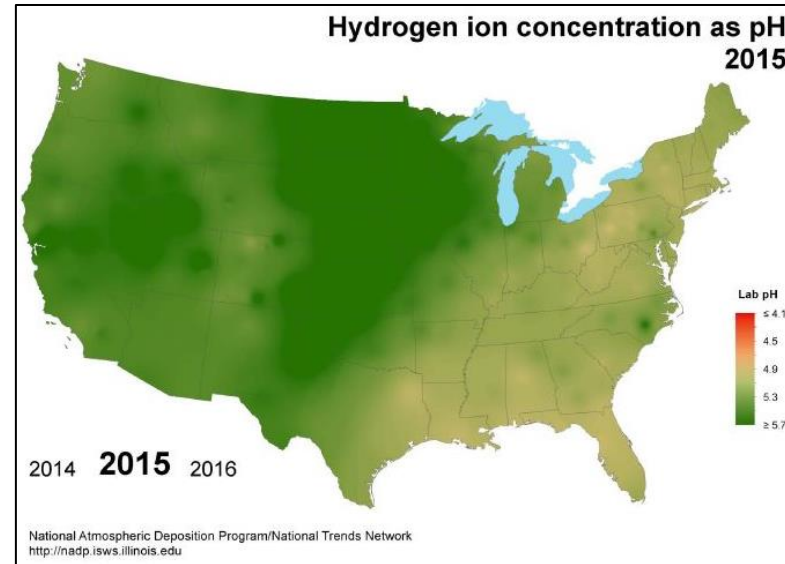 Hydrogen ion concentration as pH
2015
Lab pH
≤ 4.1
4.5
4.9
5.3
≥ 5.7
2014 2015 2016
National Atmospheric Deposition Program/National Trends Network
http://nadp.isws.illinois.edu